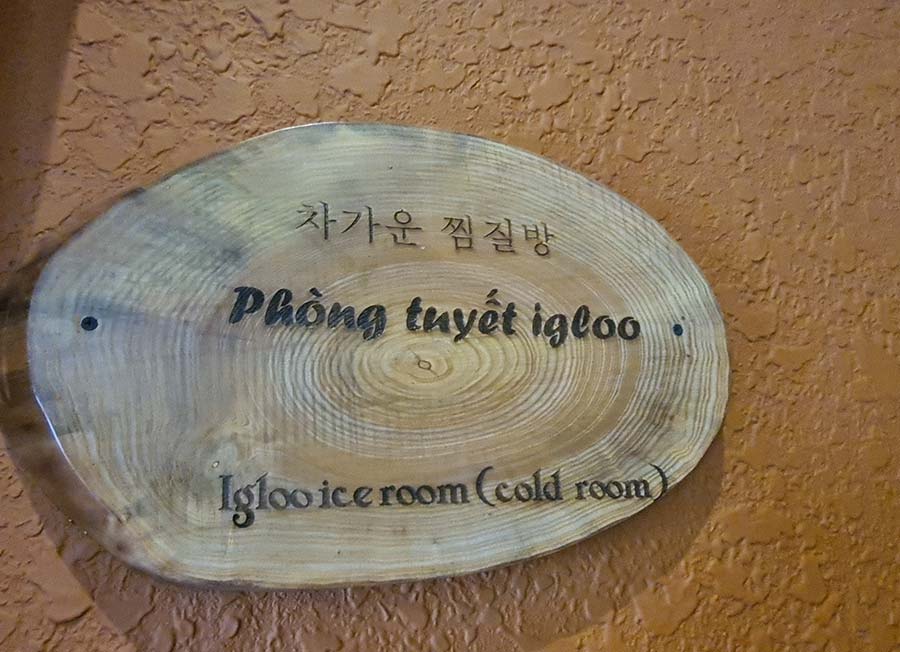 차가운 찜질방
Phòng tuyết igloo
Igloo ice room (cold room)